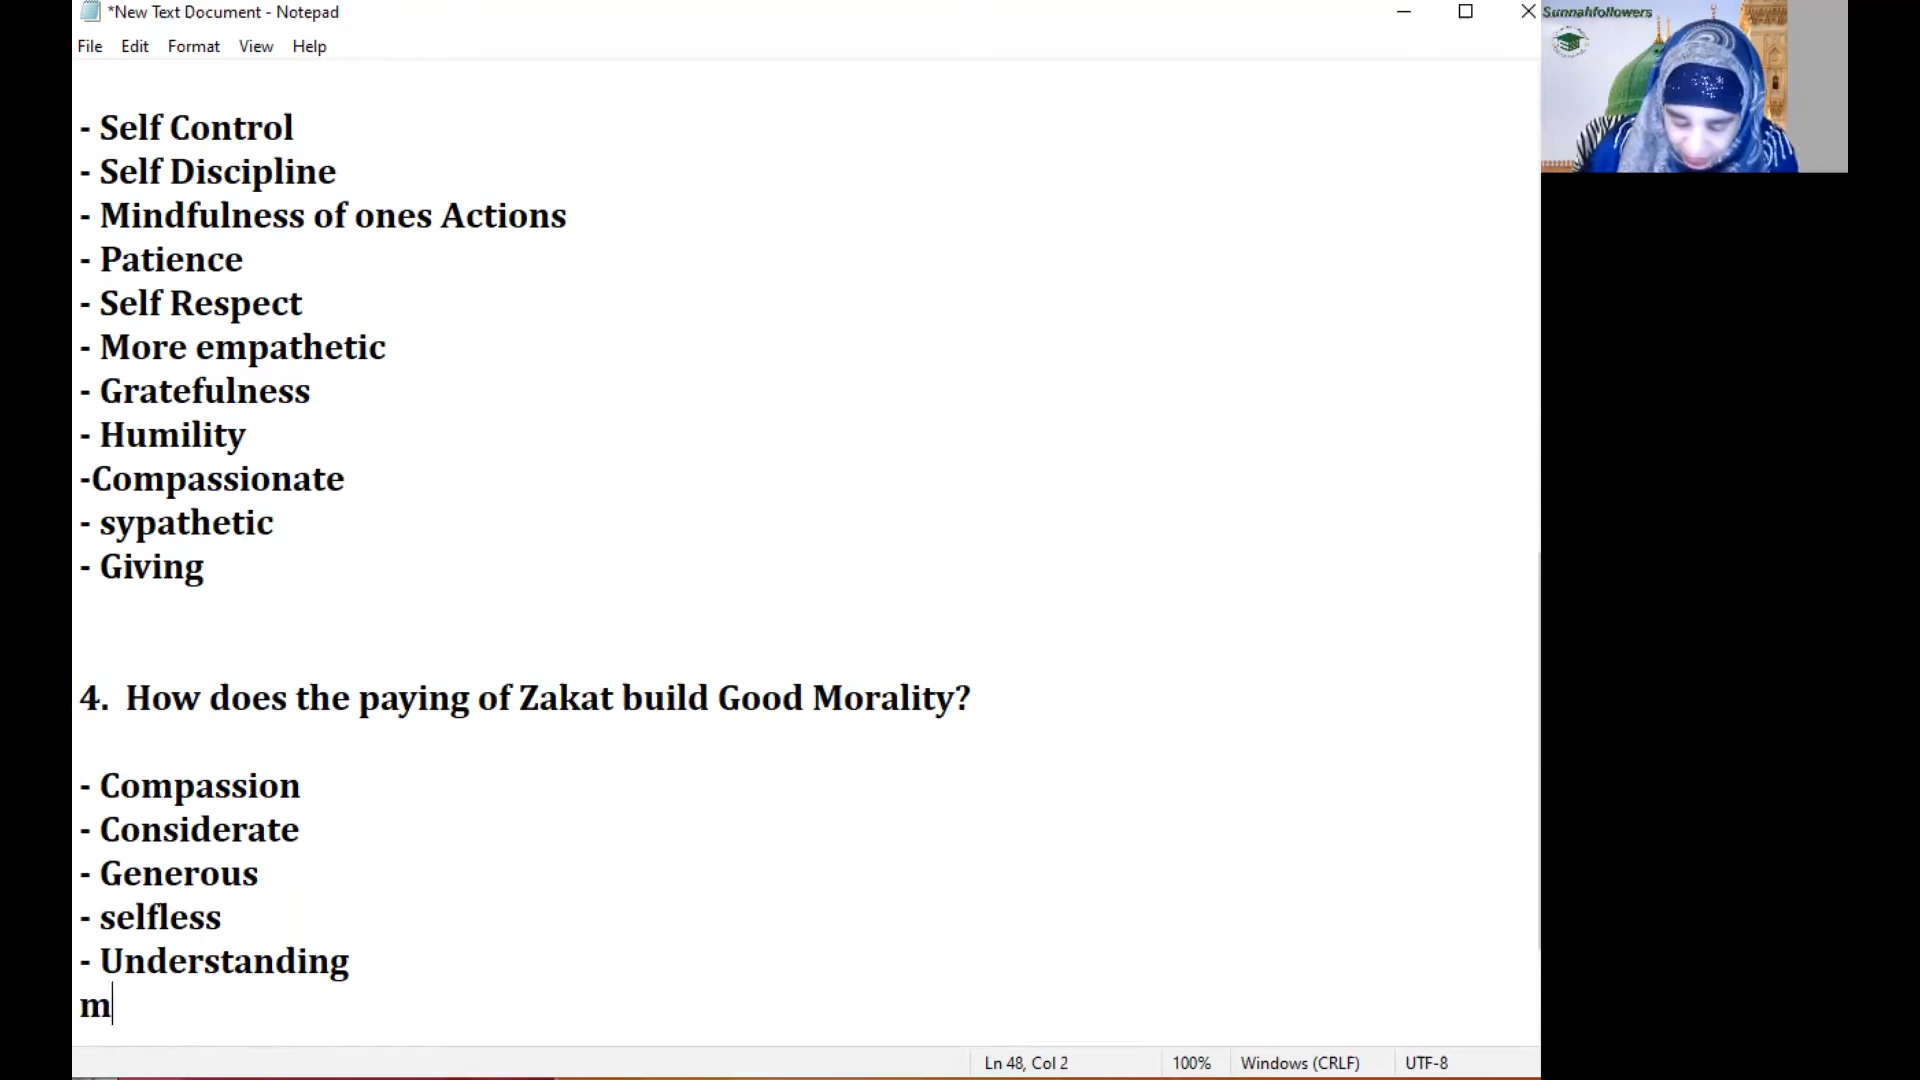 *New Text Document - Notepad
File Edit Format View Help
- Self Control
- Self Discipline
- Mindfulness of ones Actions
- Patience
- Self Respect
- More empathetic
- Gratefulness
- Humility
-Compassionate
- sypathetic
- Giving
4.  How does the paying of Zakat build Good Morality?
- Compassion
- Considerate
- Generous
- selfless
- Understanding
m
Ln 48, Col 2 100% Windows (CRLF) UTF-8
Sunnahfollowers